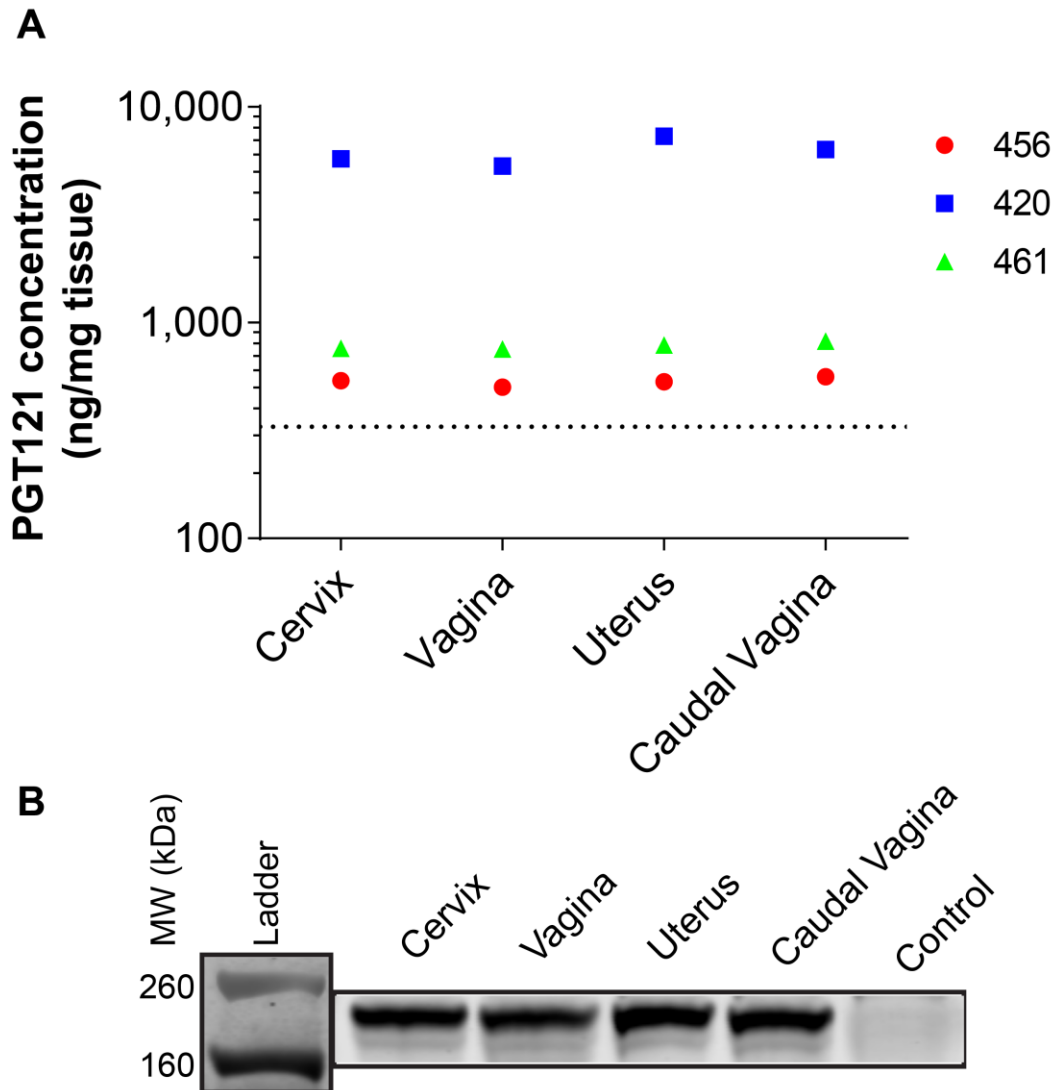 A
PGT121 concentration
(ng/mg tissue)
10,000
1,000
100
456
420
461
Cervix
Vagina
Uterus
Caudal Vagina
B
MW (kDa)
Ladder
Cervix
Vagina
Uterus
Caudal Vagina
Control
260
160